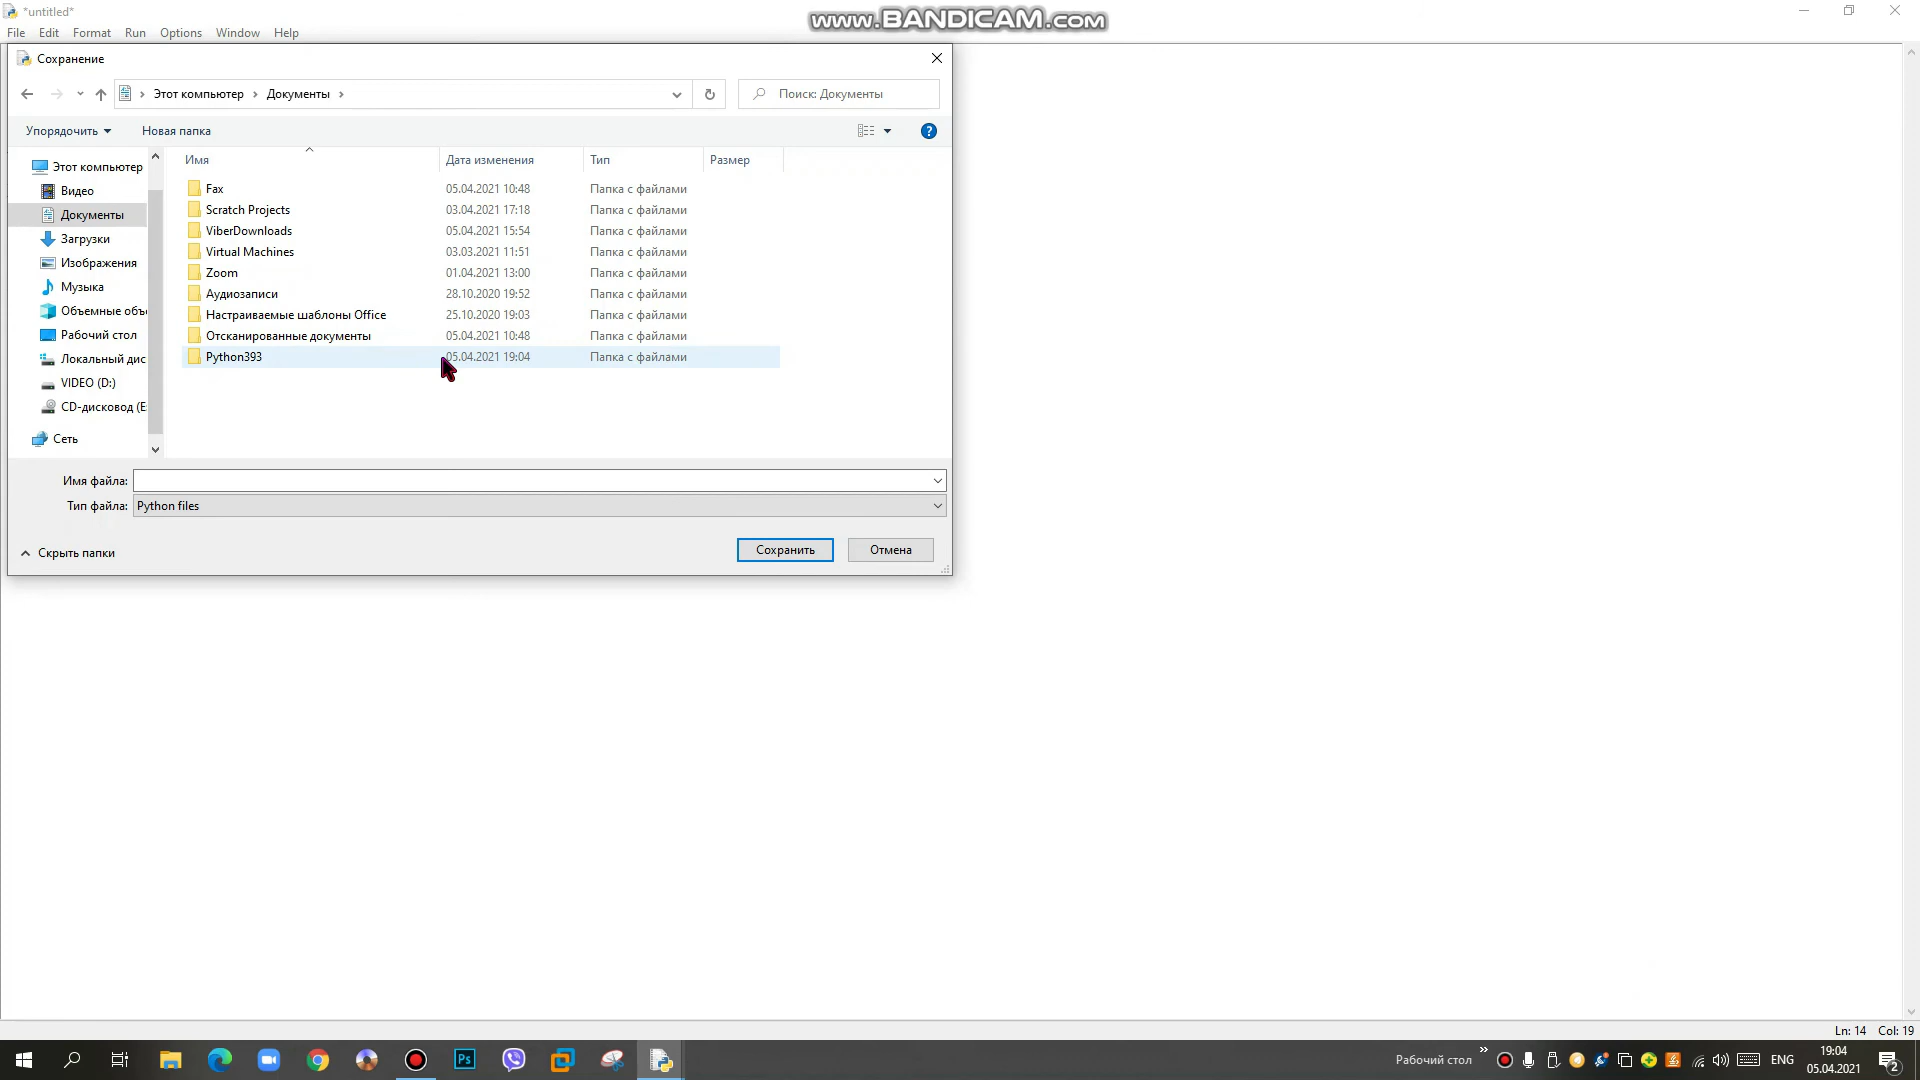 *untitled*
www.BANDICAM.com
File Edit Format Run Options Window Help
Сохранение
Этот компьютер Документы
Поиск: Документы
Упорядочить Новая папка
Имя Дата изменения Тип Размер
Этот компьютер
Видео
Документы
Загрузки
Изображения
Музыка
Объемные объ
Рабочий стол
Локальный дис
VIDEO (D:)
CD-дисковод (E:
Сеть
Fax 05.04.2021 10:48 Папка с файлами
Scratch Projects 03.04.2021 17:18 Папка с файлами
ViberDownloads 05.04.2021 15:54 Папка с файлами
Virtual Machines 03.03.2021 11:51 Папка с файлами
Zoom 01.04.2021 13:00 Папка с файлами
Аудиозаписи 28.10.2020 19:52 Папка с файлами
Настраиваемые шаблоны Office 25.10.2020 19:03 Папка с файлами
Отсканированные документы 05.04.2021 10:48 Папка с файлами
Python393 05.04.2021 19:04 Папка с файлами
Имя файла:
Тип файла: Python files
Скрыть папки
Сохранить Отмена
Ln: 14 Col: 19
Ps
Рабочий стол
ENG
19:04
05.04.2021
2